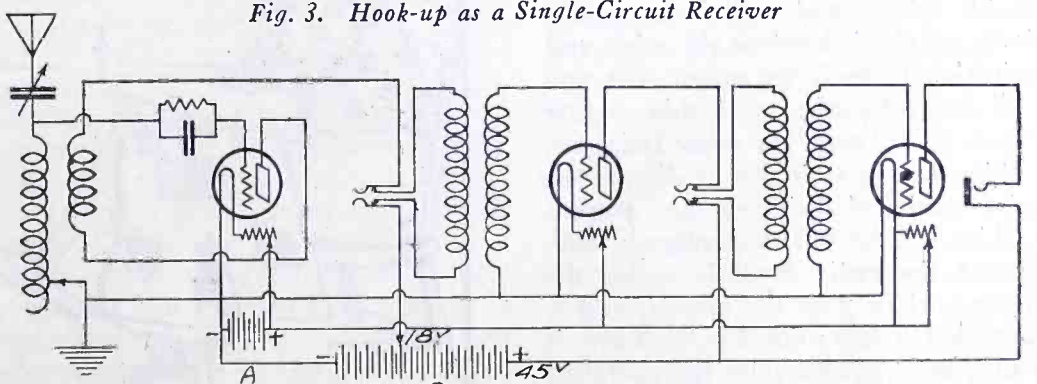 Fig. 3. Hook-up as a Single-Circuit Receiver
- + 18V
- + 45V
A